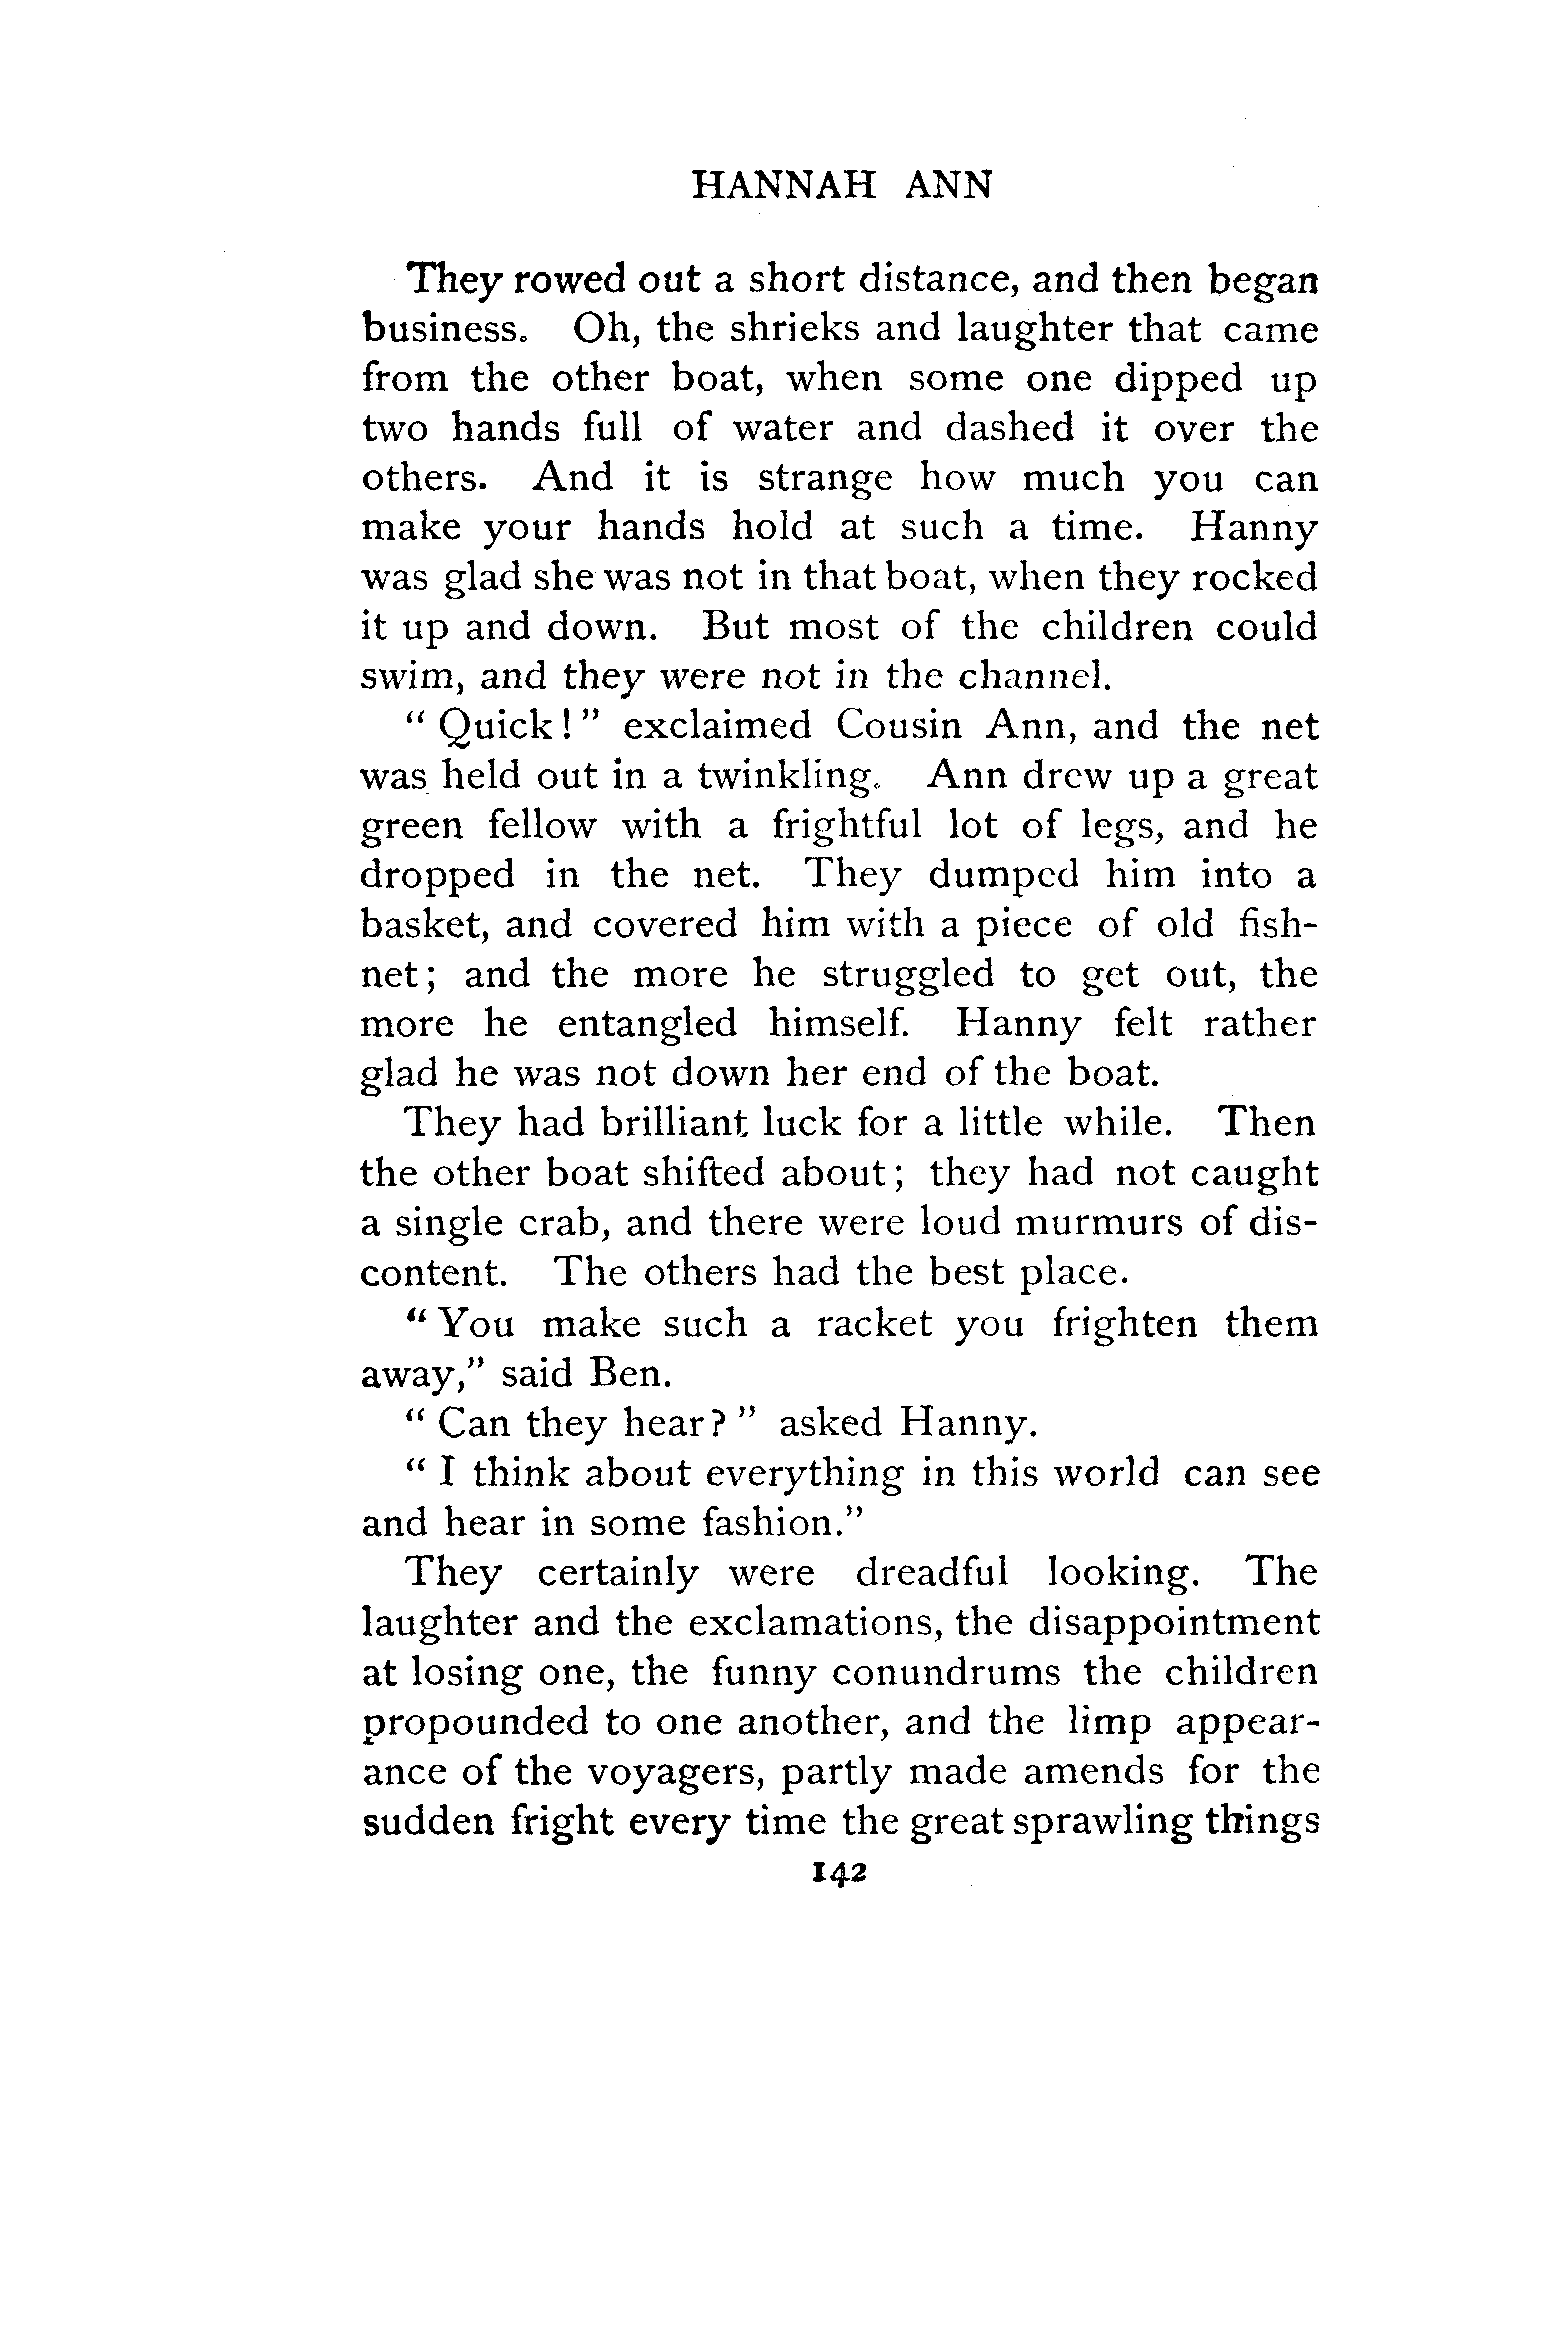 HANNAH ANN
They rowed out a short distance, and then began
business. Oh, the shrieks and laughter that came
from the other boat, when some one dipped up
two hands full of water and dashed it over the
others. And it is strange how much you can
make your hands hold at such a time. Hanny
was glad she was not in that boat, when they rocked
it up and down. But most of the children could
swim, and they were not in the channel.
“ Quick! ” exclaimed Cousin Ann, and the net
was held out in a twinkling. Ann drew up a great
green fellow with a frightful lot of legs, and he
dropped in the net. They dumped him into a
basket, and covered him with a piece of old fish-
net; and the more he struggled to get out, the
more he entangled himself. Hanny felt rather
glad he was not down her end of the boat.
They had brilliant luck for a little while. Then
the other boat shifted about; they had not caught
a single crab, and there were loud murmurs of dis-
content. The others had the best place.
“ You make such a racket you frighten them
away,” said Ben.
“ Can they hear? ” asked Hanny.
“ I think about everything in this world can see
and hear in some fashion.”
They certainly were dreadful looking. The
laughter and the exclamations, the disappointment
at losing one, the funny conundrums the children
propounded to one another, and the limp appear-
ance of the voyagers, partly made amends for the
sudden fright every time the great sprawling things
142